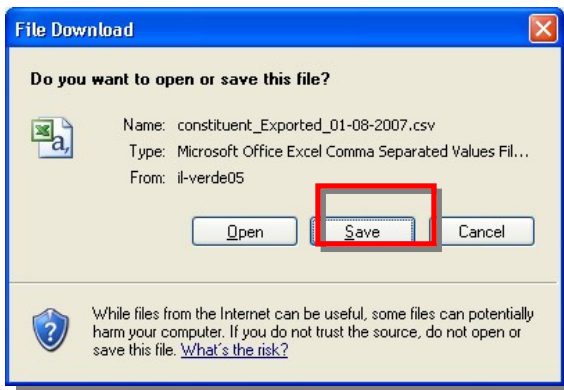 File Download
Do you want to open or save this file?
Name: constituent_Exported_01-08-2007.csv
Type: Microsoft Office Excel Comma Separated Values Fil...
From: il-verde05
Open Save Cancel
While files from the Internet can be useful, some files can potentially
harm your computer. If you do not trust the source, do not open or
save this file. What's the risk?